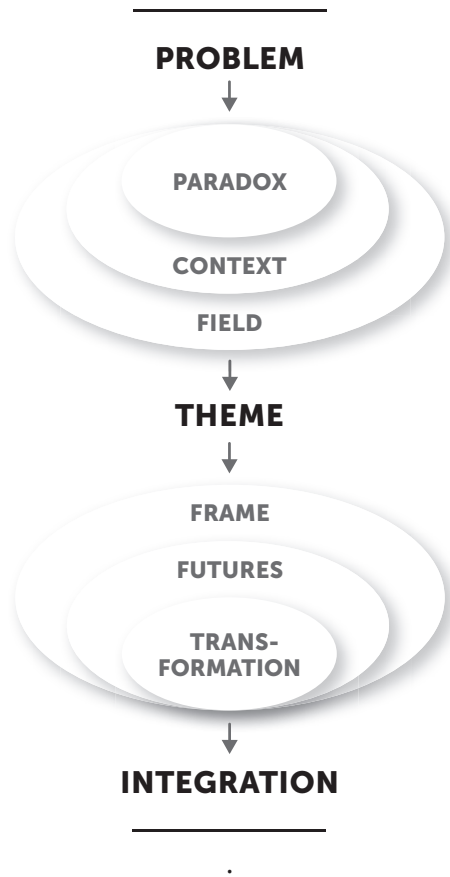 PROBLEM
PARADOX
CONTEXT
FIELD
THEME
FRAME
FUTURES
TRANS-
FORMATION
INTEGRATION
.